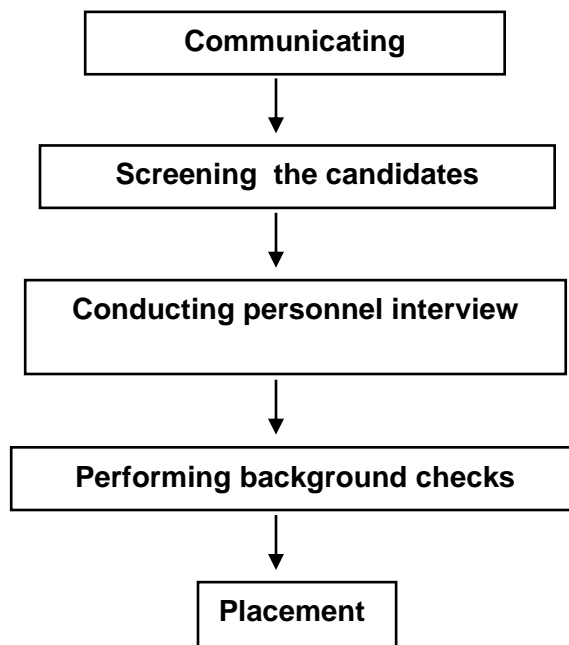 Communicating
Screening  the candidates
Conducting personnel interview
Performing background checks
Placement